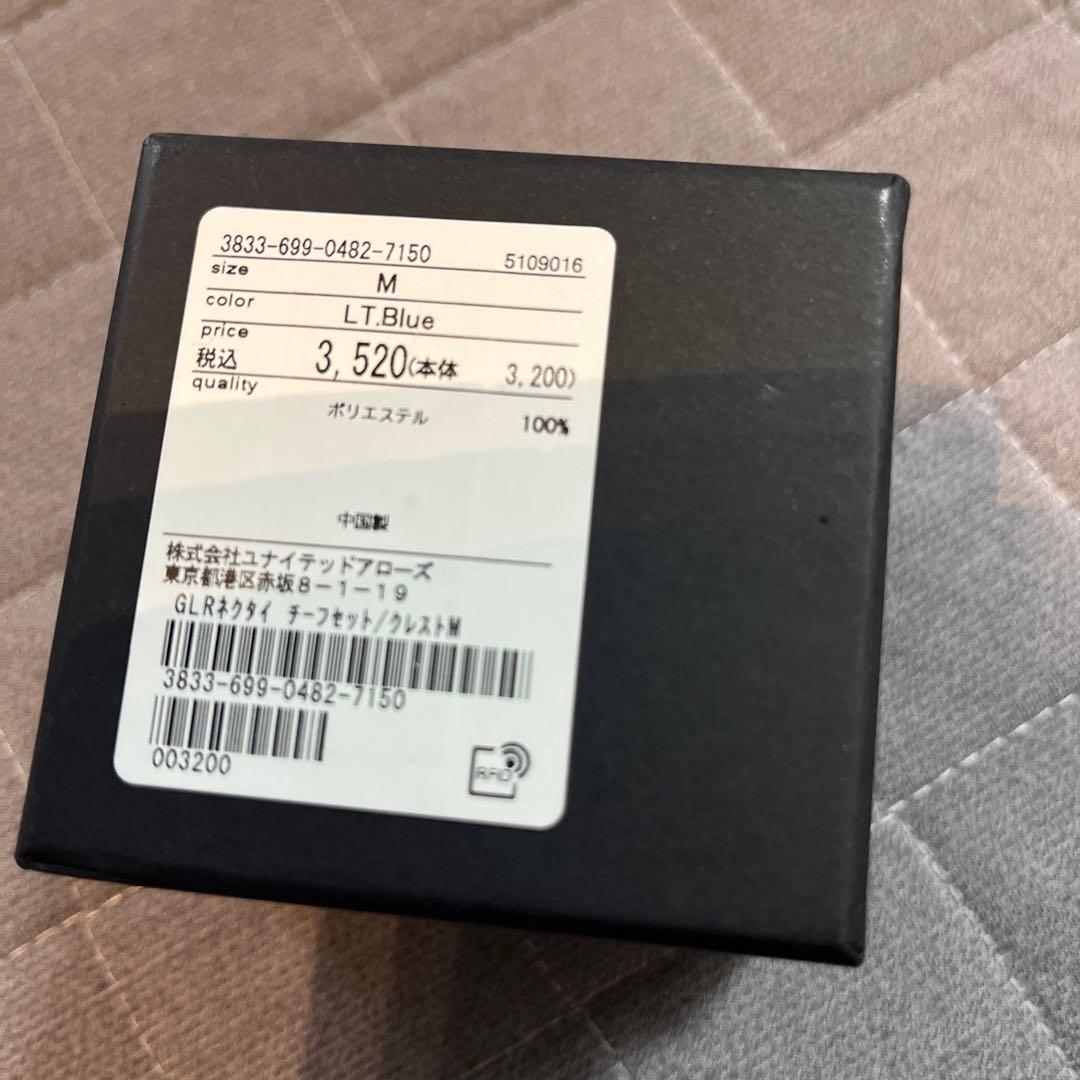 3833-699-0482-7150 5109016
size M
color LT.Blue
price
税込 3,520(本体 3,200)
quality
ポリエステル 100%
中国製
株式会社ユナイテッドアローズ
東京都港区赤坂8-1-19
GLRネクタイ チーフセット/クレストM
3833-699-0482-7150
003200
RFID